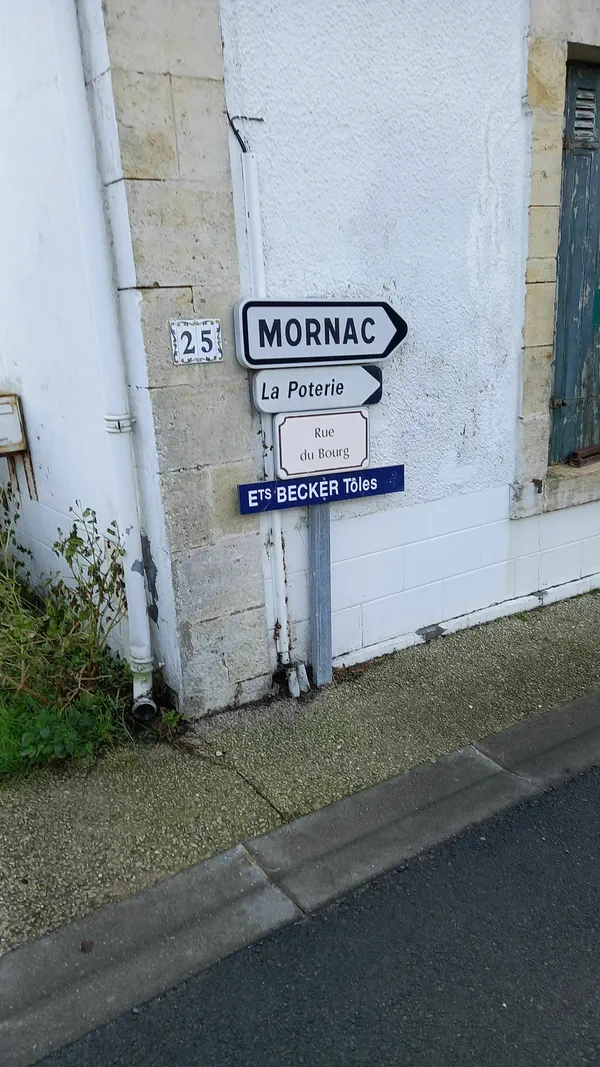 25
MORNAC
La Poterie
Rue
du Bourg
ETS BECKER Tôles